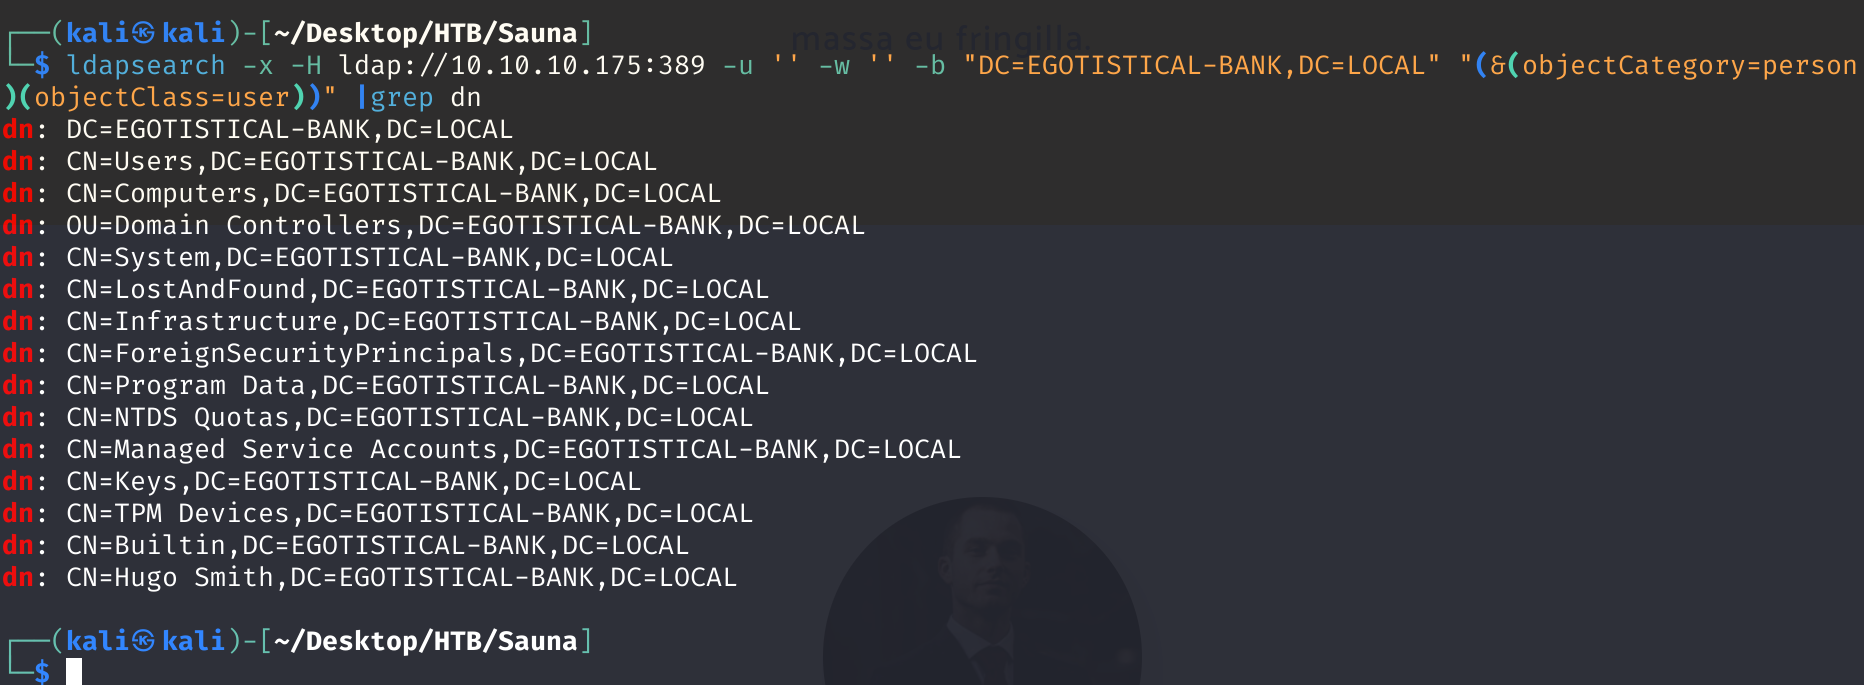 ┌──(kali㉿kali)-[~/Desktop/HTB/Sauna]
massa eu fringilla.
└─$ ldapsearch -x -H ldap://10.10.10.175:389 -u '' -w '' -b "DC=EGOTISTICAL-BANK,DC=LOCAL" "(&(objectCategory=person
)(objectClass=user))" |grep dn
dn: DC=EGOTISTICAL-BANK,DC=LOCAL
dn: CN=Users,DC=EGOTISTICAL-BANK,DC=LOCAL
dn: CN=Computers,DC=EGOTISTICAL-BANK,DC=LOCAL
dn: OU=Domain Controllers,DC=EGOTISTICAL-BANK,DC=LOCAL
dn: CN=System,DC=EGOTISTICAL-BANK,DC=LOCAL
dn: CN=LostAndFound,DC=EGOTISTICAL-BANK,DC=LOCAL
dn: CN=Infrastructure,DC=EGOTISTICAL-BANK,DC=LOCAL
dn: CN=ForeignSecurityPrincipals,DC=EGOTISTICAL-BANK,DC=LOCAL
dn: CN=Program Data,DC=EGOTISTICAL-BANK,DC=LOCAL
dn: CN=NTDS Quotas,DC=EGOTISTICAL-BANK,DC=LOCAL
dn: CN=Managed Service Accounts,DC=EGOTISTICAL-BANK,DC=LOCAL
dn: CN=Keys,DC=EGOTISTICAL-BANK,DC=LOCAL
dn: CN=TPM Devices,DC=EGOTISTICAL-BANK,DC=LOCAL
dn: CN=Builtin,DC=EGOTISTICAL-BANK,DC=LOCAL
dn: CN=Hugo Smith,DC=EGOTISTICAL-BANK,DC=LOCAL
┌──(kali㉿kali)-[~/Desktop/HTB/Sauna]
└─$